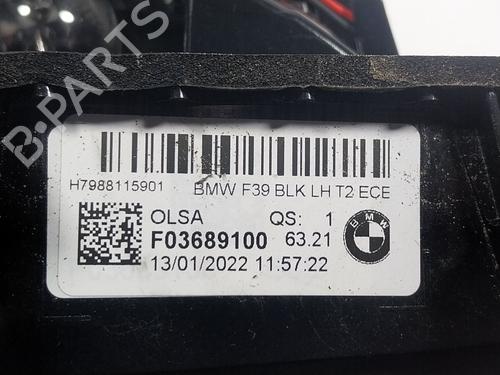 H7988115901 BMW F39 BLK LH T2 ECE
OLSA QS: 1
F03689100 63.21
13/01/2022 11:57:22
BMW
B-PARTS